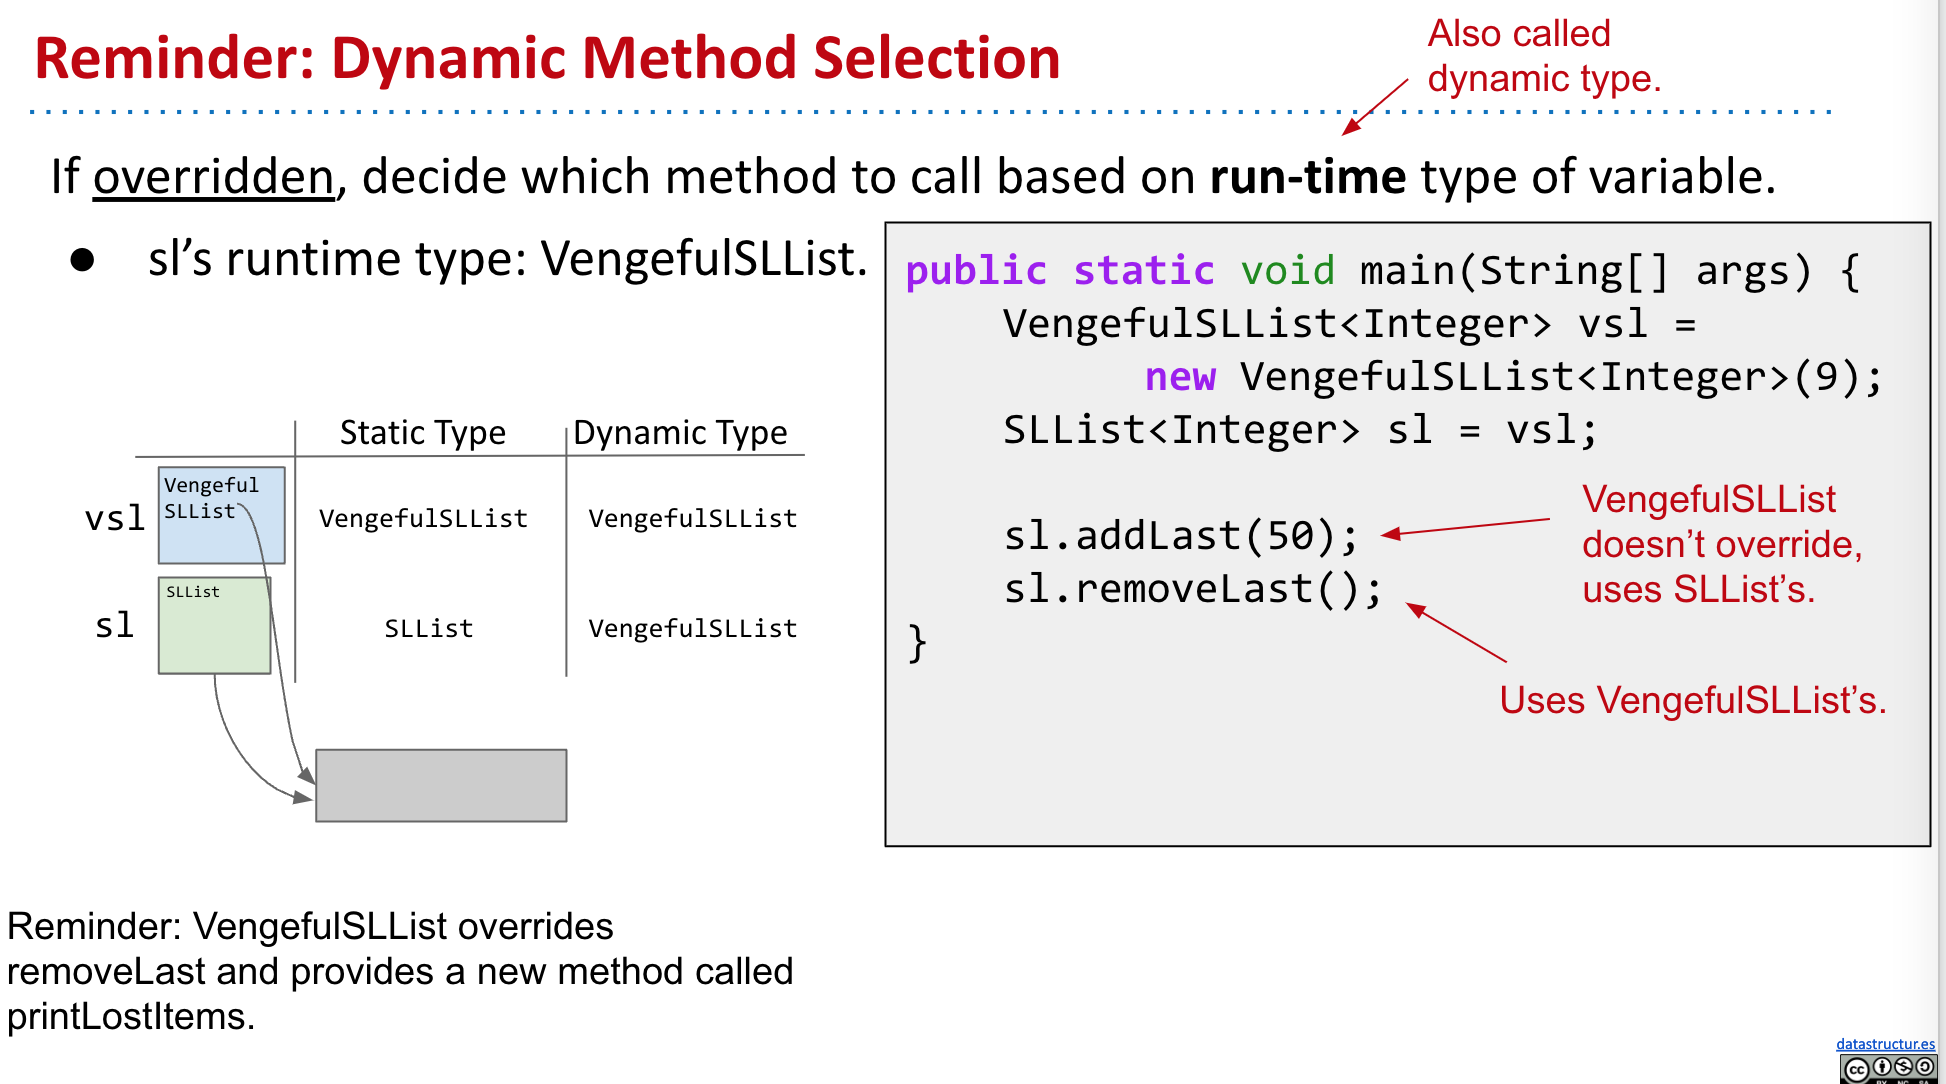 Reminder: Dynamic Method Selection
Also called
dynamic type.
If overridden, decide which method to call based on run-time type of variable.
● sl’s runtime type: VengefulSLList.
public static void main(String[] args) {
VengefulSLList<Integer> vsl =
new VengefulSLList<Integer>(9);
SLList<Integer> sl = vsl;
sl.addLast(50);
sl.removeLast();
}
VengefulSLList
doesn’t override,
uses SLList’s.
Uses VengefulSLList’s.
Static Type Dynamic Type
vsl
Vengeful
SLList
VengefulSLList VengefulSLList
sl
SLList
SLList VengefulSLList
Reminder: VengefulSLList overrides
removeLast and provides a new method called
printLostItems.
datastructur.es
cc
BY NC SA